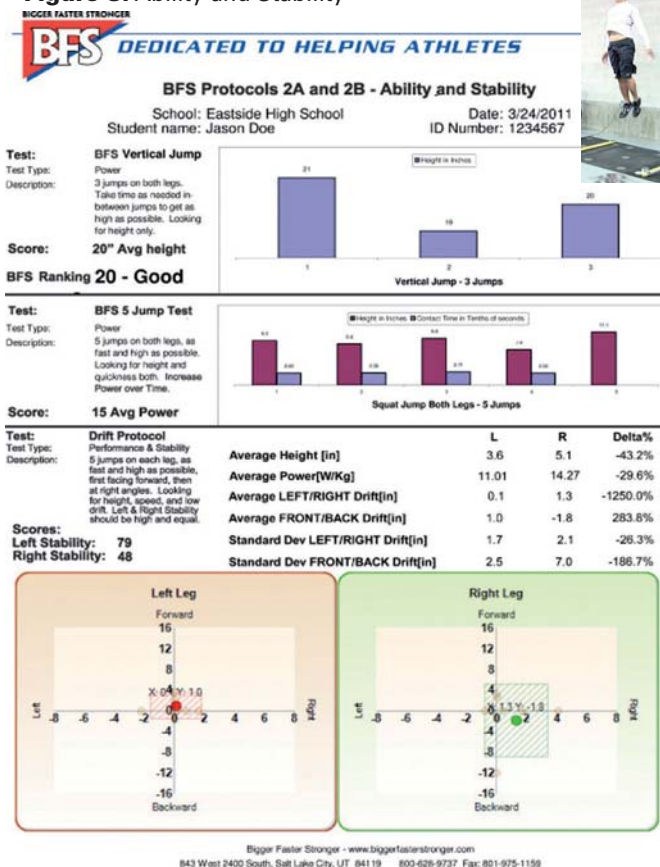 BIGGER FASTER STRONGER
BFS DEDICATED TO HELPING ATHLETES
BFS Protocols 2A and 2B - Ability and Stability
School: Eastside High School
Date: 3/24/2011
Student name: Jason Doe
ID Number: 1234567
Test: BFS Vertical Jump
Test Type: Power
Description: 3 jumps on both legs.
Take time as needed in-
between jumps to get as
high as possible. Looking
for height only.
Score: 20" Avg height
BFS Ranking 20 - Good
Height in Inches
21
20
1 2 3
Vertical Jump - 3 Jumps
Test: BFS 5 Jump Test
Test Type: Power
Description: 5 jumps on both legs, as
fast and high as possible.
Looking for height and
quickness both. Increase
Power over Time.
Score: 15 Avg Power
Height in Inches Contact Time in Tenths of seconds
Squat Jump Both Legs - 5 Jumps
Test: Drift Protocol
Test Type: Performance & Stability
Description: 5 jumps on each leg, as
fast and high as possible,
first facing forward, then
at right angles. Looking
for height, speed, and low
drift. Left & Right Stability
should be high and equal.
Scores:
Left Stability: 79
Right Stability: 48
L R Delta%
Average Height [in] 3.6 5.1 -43.2%
Average Power[W/Kg] 11.01 14.27 -29.6%
Average LEFT/RIGHT Drift[in] 0.1 1.3 -1250.0%
Average FRONT/BACK Drift[in] 1.0 -1.8 283.8%
Standard Dev LEFT/RIGHT Drift[in] 1.7 2.1 -26.3%
Standard Dev FRONT/BACK Drift[in] 2.5 7.0 -186.7%
Left Leg
Forward
16
12
8
4
Y: 1.0
Left -8 -6 -4 -2 0 2 4 6 8 Right
-4
-8
-12
-16
Backward
Right Leg
Forward
16
12
8
4
1.3 Y: -1.8
Left -8 -6 -4 -2 0 2 4 6 8 Right
-4
-8
-12
-16
Backward
Bigger Faster Stronger - www.biggerfasterstronger.com
843 West 2400 South, Salt Lake City, UT 84119 800-628-9737 Fax: 801-975-1159